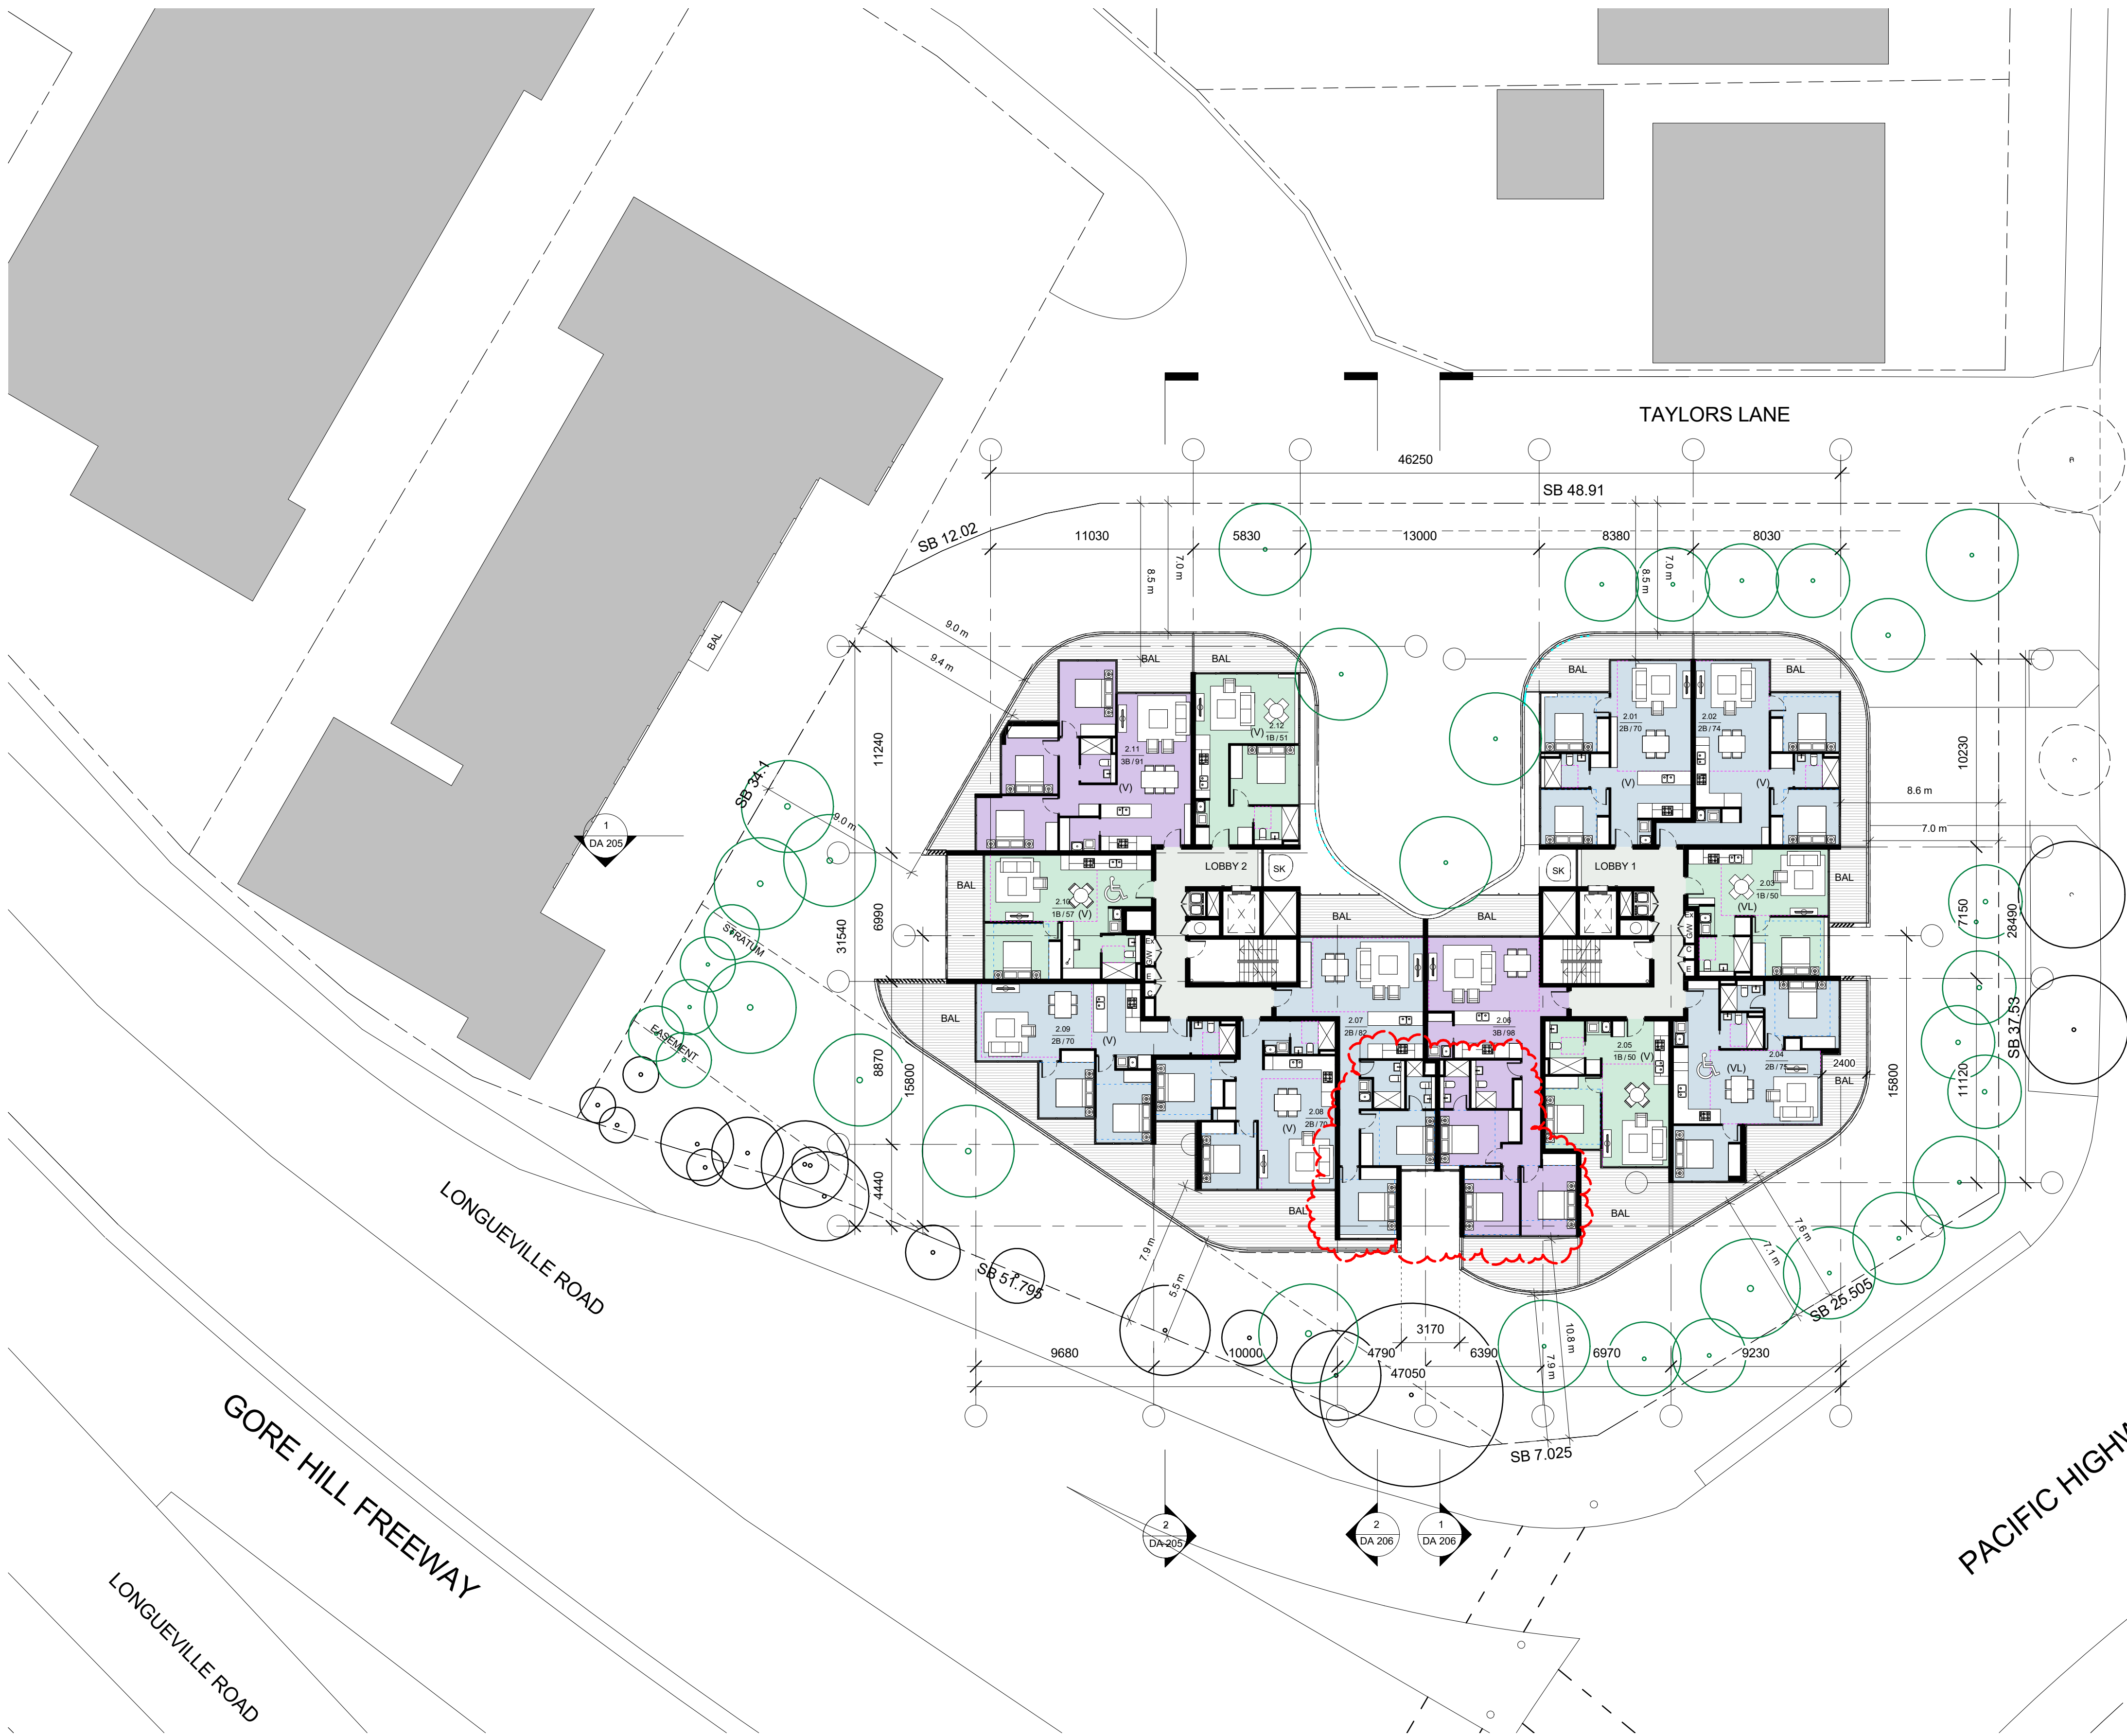 TAYLORS LANE
46250
SB 48.91
SB 12.02
11030
5830
13000
8380
8030
8.5 m
7.0 m
8.5 m
7.0 m
9.0 m
9.4 m
BAL
BAL
BAL
BAL
BAL
2.11
3B / 91
(V)
2.12
1B / 51
(V)
2.01
2B / 70
(V)
2.02
2B / 74
(V)
11240
10230
8.6 m
7.0 m
SB 34.1
9.0 m
1
DA 205
LOBBY 2
SK
SK
LOBBY 1
BAL
2.10
1B / 57
(V)
2.03
1B / 50
(VL)
BAL
BAL
BAL
STRATUM
EASEMENT
31540
6990
7150
28490
Ex
G/W
E
C
Ex
G/W
C
E
BAL
2.09
2B / 70
(V)
2.07
2B / 82
2.06
3B / 98
2.05
1B / 50
(V)
2.04
2B / 75
(VL)
2400
BAL
8870
15800
15800
11120
SB 37.53
2.08
2B / 70
(V)
4440
BAL
BAL
7.9 m
5.5 m
7.6 m
7.1 m
SB 51.795
SB 25.505
3170
10.8 m
7.9 m
9680
10000
4790
6390
6970
9230
47050
SB 7.025
LONGUEVILLE ROAD
GORE HILL FREEWAY
LONGUEVILLE ROAD
PACIFIC HIGHW
2
DA 205
2
DA 206
1
DA 206